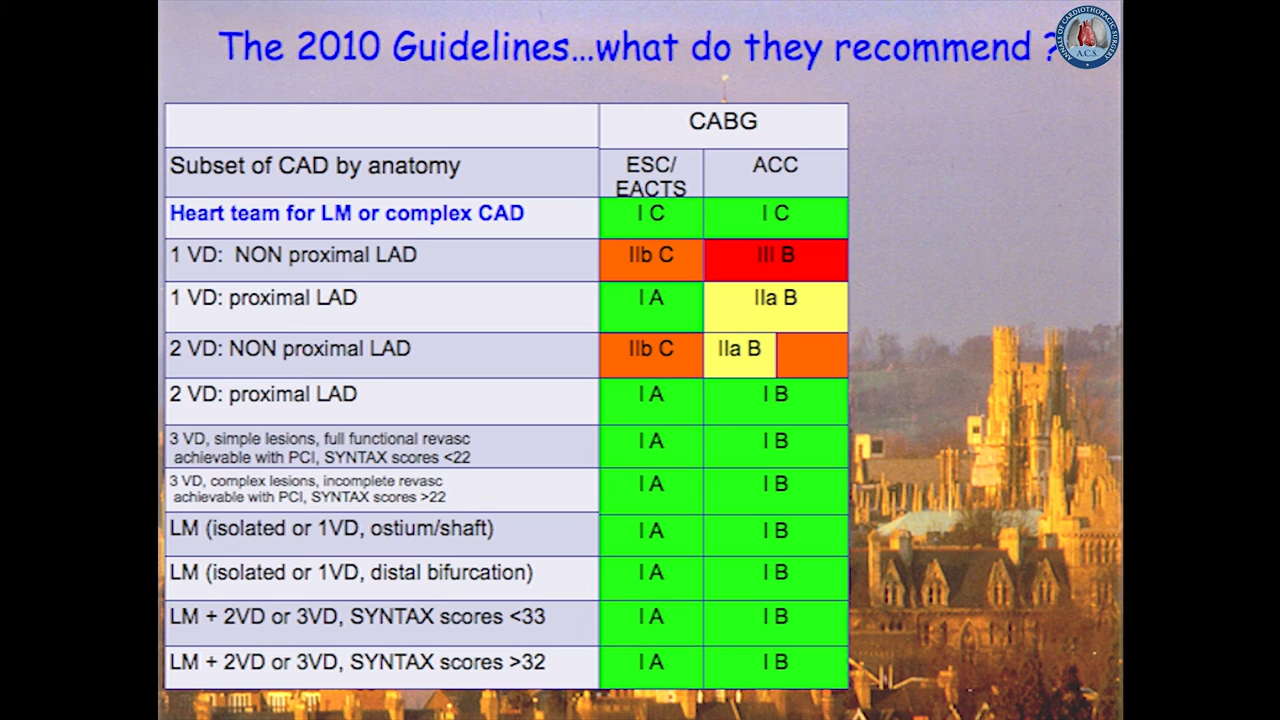 The 2010 Guidelines...what do they recommend ?
ANNALS OF CARDIOTHORACIC SURGERY
A.C.S.
CABG
Subset of CAD by anatomy ESC/ ACC
EACTS
Heart team for LM or complex CAD I C I C
1 VD: NON proximal LAD IIb C III B
1 VD: proximal LAD I A IIa B
2 VD: NON proximal LAD IIb C IIa B
2 VD: proximal LAD I A I B
3 VD, simple lesions, full functional revasc
achievable with PCI, SYNTAX scores <22 I A I B
3 VD, complex lesions, incomplete revasc
achievable with PCI, SYNTAX scores >22 I A I B
LM (isolated or 1VD, ostium/shaft) I A I B
LM (isolated or 1VD, distal bifurcation) I A I B
LM + 2VD or 3VD, SYNTAX scores <33 I A I B
LM + 2VD or 3VD, SYNTAX scores >32 I A I B